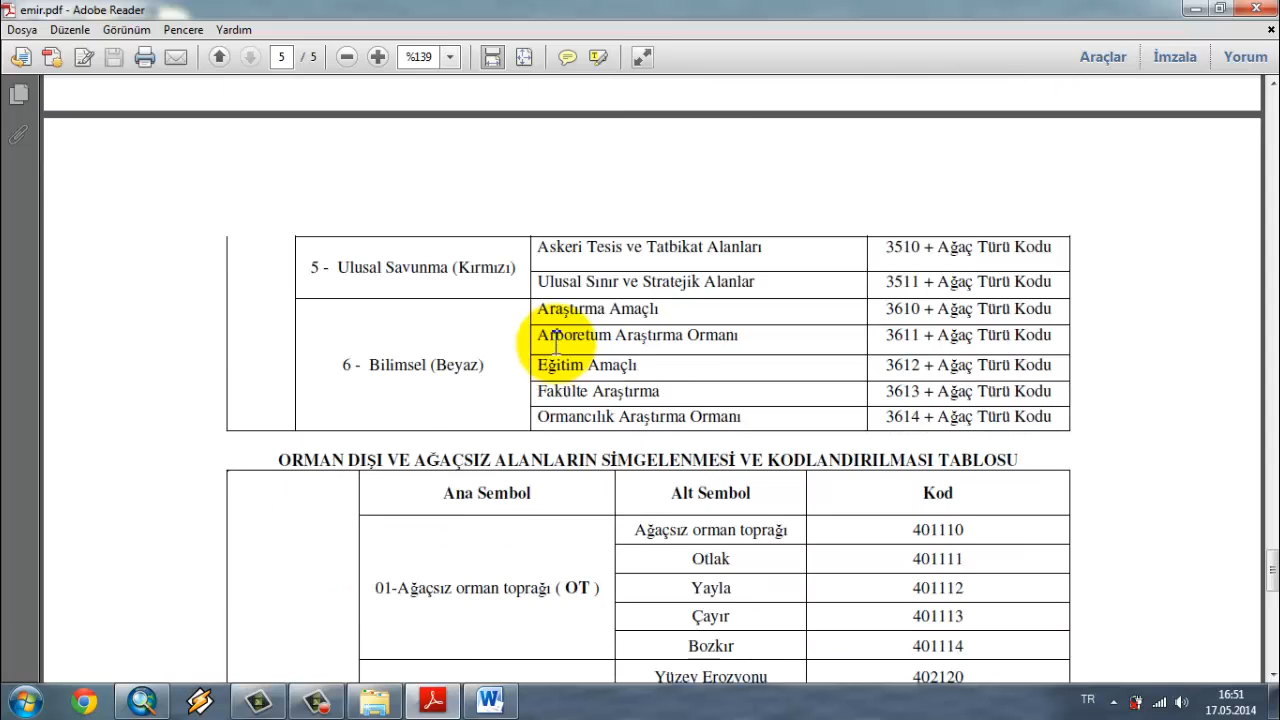 emir.pdf - Adobe Reader
Dosya Düzenle Görünüm Pencere Yardım
5 / 5 %139 Araçlar İmzala Yorum
5 - Ulusal Savunma (Kırmızı)
Askeri Tesis ve Tatbikat Alanları 3510 + Ağaç Türü Kodu
Ulusal Sınır ve Stratejik Alanlar 3511 + Ağaç Türü Kodu
6 - Bilimsel (Beyaz)
Araştırma Amaçlı 3610 + Ağaç Türü Kodu
Arboretum Araştırma Ormanı 3611 + Ağaç Türü Kodu
Eğitim Amaçlı 3612 + Ağaç Türü Kodu
Fakülte Araştırma 3613 + Ağaç Türü Kodu
Ormancılık Araştırma Ormanı 3614 + Ağaç Türü Kodu
ORMAN DIŞI VE AĞAÇSIZ ALANLARIN SİMGELENMESİ VE KODLANDIRILMASI TABLOSU
Ana Sembol Alt Sembol Kod
01-Ağaçsız orman toprağı ( OT )
Ağaçsız orman toprağı 401110
Otlak 401111
Yayla 401112
Çayır 401113
Bozkır 401114
Yüzey Erozyonu 402120
TR 16:51
17.05.2014